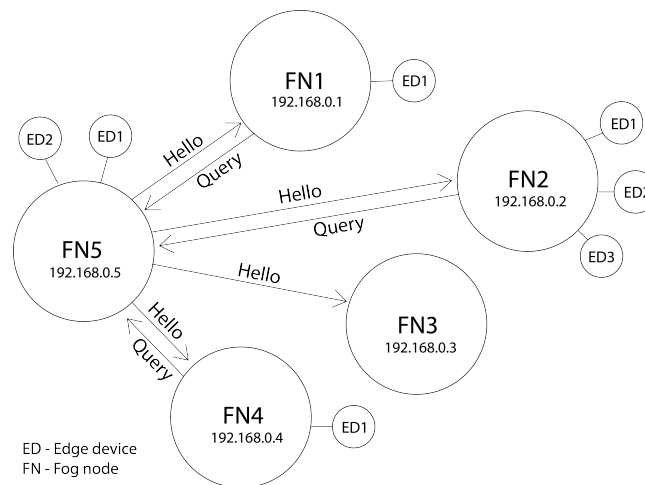 FN1
192.168.0.1
ED1
ED2
ED1
Hello
Query
FN2
192.168.0.2
ED1
ED2
ED3
Hello
Query
FN5
192.168.0.5
Hello
FN3
192.168.0.3
Hello
Query
FN4
192.168.0.4
ED1
ED - Edge device
FN - Fog node